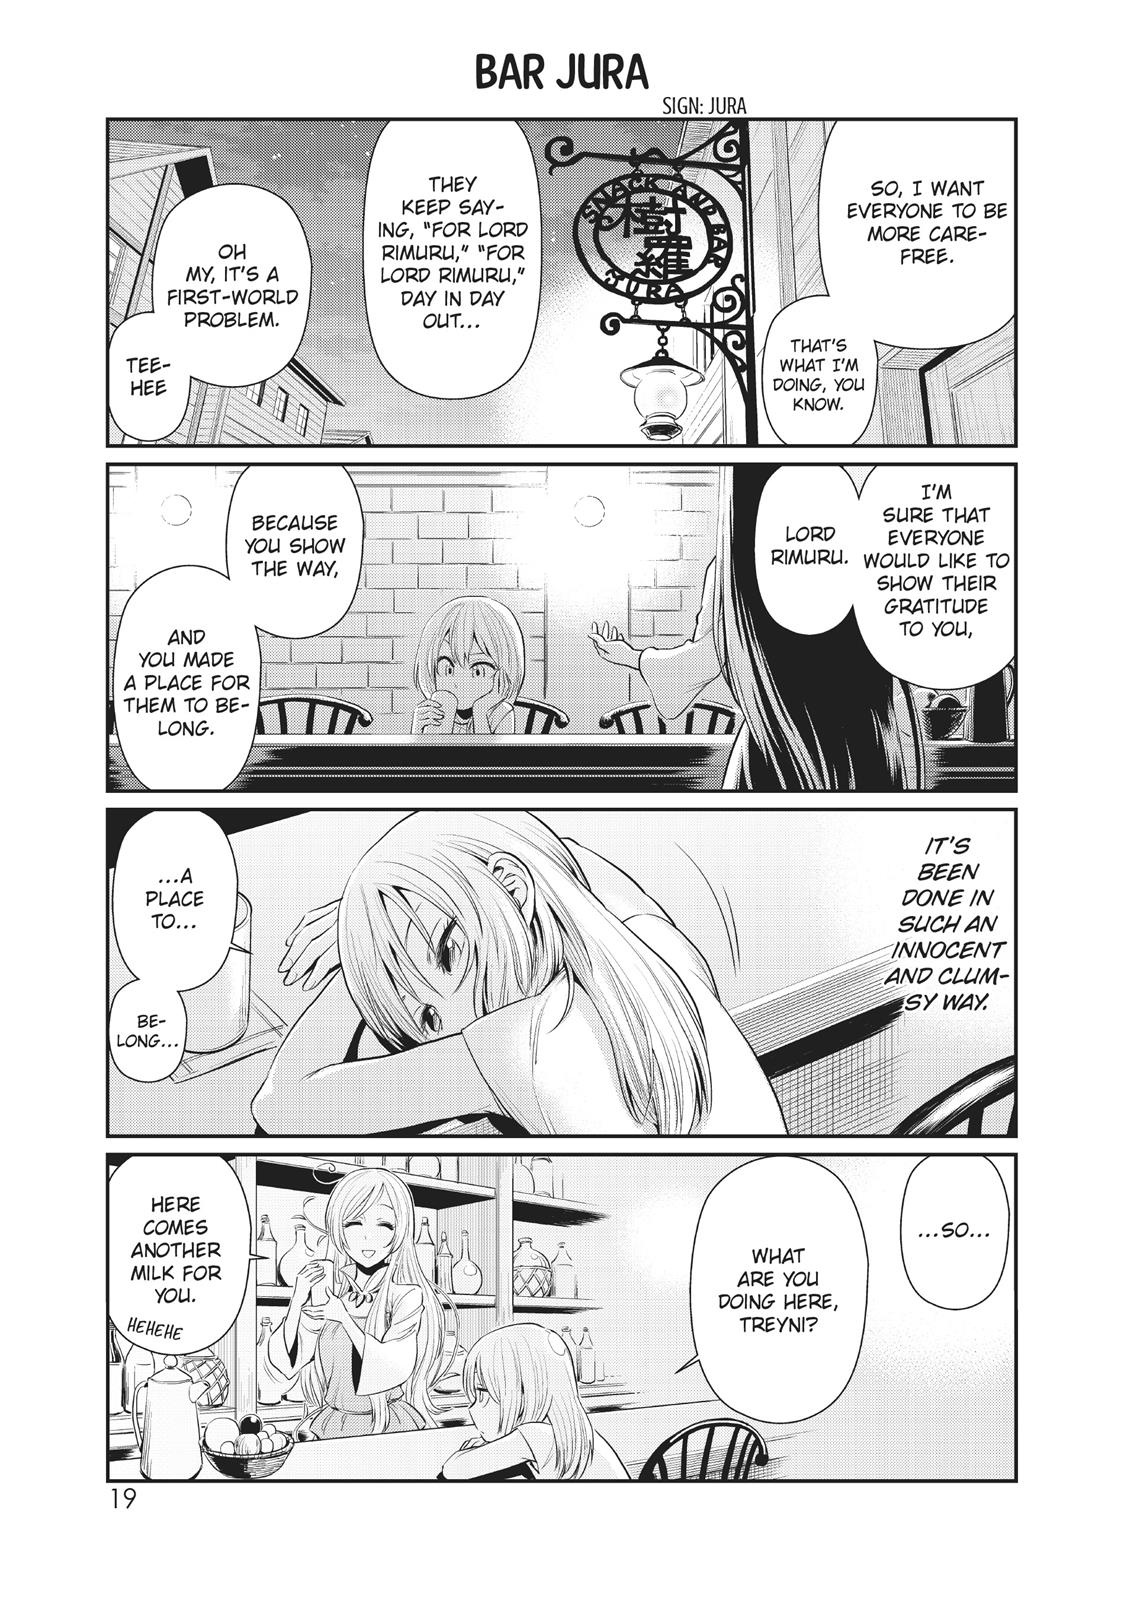 BAR JURA
SIGN: JURA
SO, I WANT
EVERYONE TO BE
MORE CARE-
FREE.
THAT'S
WHAT I'M
DOING, YOU
KNOW.
SNACK AND BAR
樹
羅
JURA
THEY
KEEP SAY-
ING, "FOR LORD
RIMURU," "FOR
LORD RIMURU,"
DAY IN DAY
OUT...
OH
MY, IT'S A
FIRST-WORLD
PROBLEM.
TEE-
HEE
I'M
SURE THAT
EVERYONE
WOULD LIKE TO
SHOW THEIR
GRATITUDE
TO YOU,
LORD
RIMURU.
BECAUSE
YOU SHOW
THE WAY,
AND
YOU MADE
A PLACE FOR
THEM TO BE-
LONG.
IT'S
BEEN
DONE IN
SUCH AN
INNOCENT
AND CLUM-
SY WAY.
...A
PLACE
TO...
BE-
LONG...
...SO...
WHAT
ARE YOU
DOING HERE,
TREYNI?
HERE
COMES
ANOTHER
MILK FOR
YOU.
HEHEHE
19